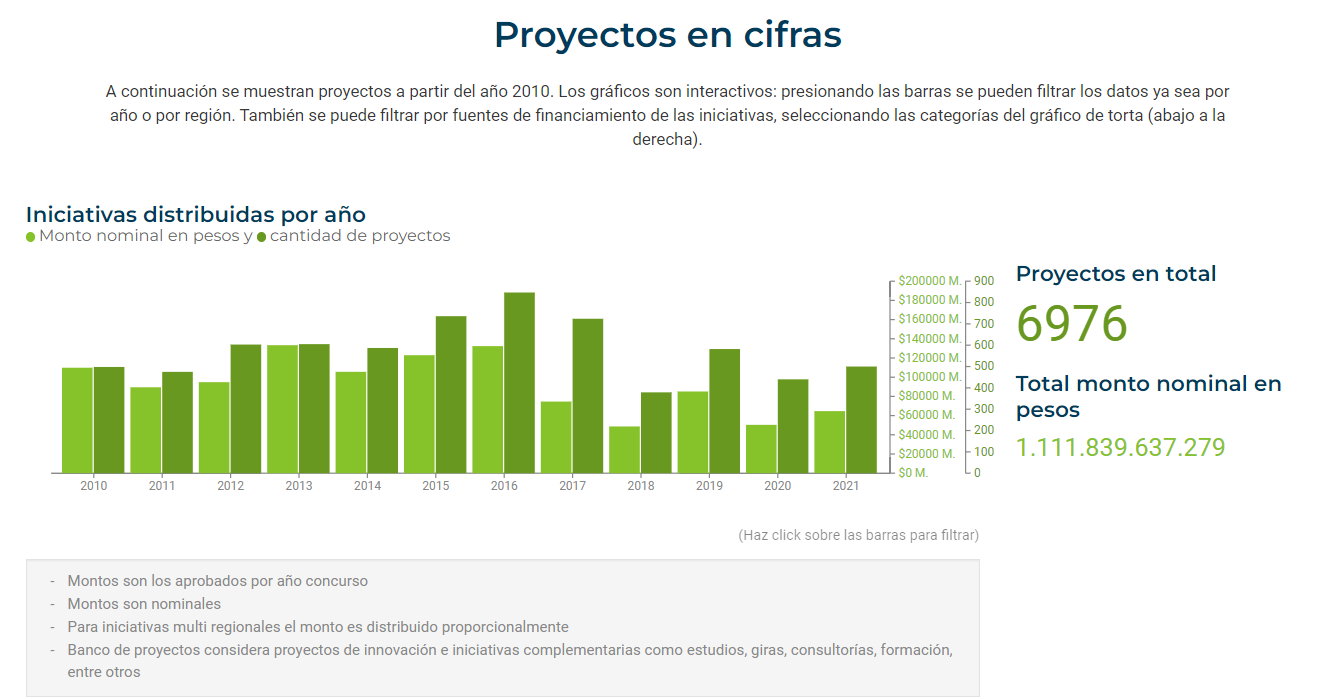 Proyectos en cifras
A continuación se muestran proyectos a partir del año 2010. Los gráficos son interactivos: presionando las barras se pueden filtrar los datos ya sea por
año o por región. También se puede filtrar por fuentes de financiamiento de las iniciativas, seleccionando las categorías del gráfico de torta (abajo a la
derecha).
Iniciativas distribuidas por año
Monto nominal en pesos y cantidad de proyectos
$200000 M. 900
$180000 M. 800
$160000 M. 700
$140000 M. 600
$120000 M. 500
$100000 M. 400
$80000 M. 300
$60000 M. 200
$40000 M. 100
$20000 M. 0
$0 M.
2010 2011 2012 2013 2014 2015 2016 2017 2018 2019 2020 2021
Proyectos en total
6976
Total monto nominal en
pesos
1.111.839.637.279
(Haz click sobre las barras para filtrar)
- Montos son los aprobados por año concurso
- Montos son nominales
- Para iniciativas multi regionales el monto es distribuido proporcionalmente
- Banco de proyectos considera proyectos de innovación e iniciativas complementarias como estudios, giras, consultorías, formación,
entre otros